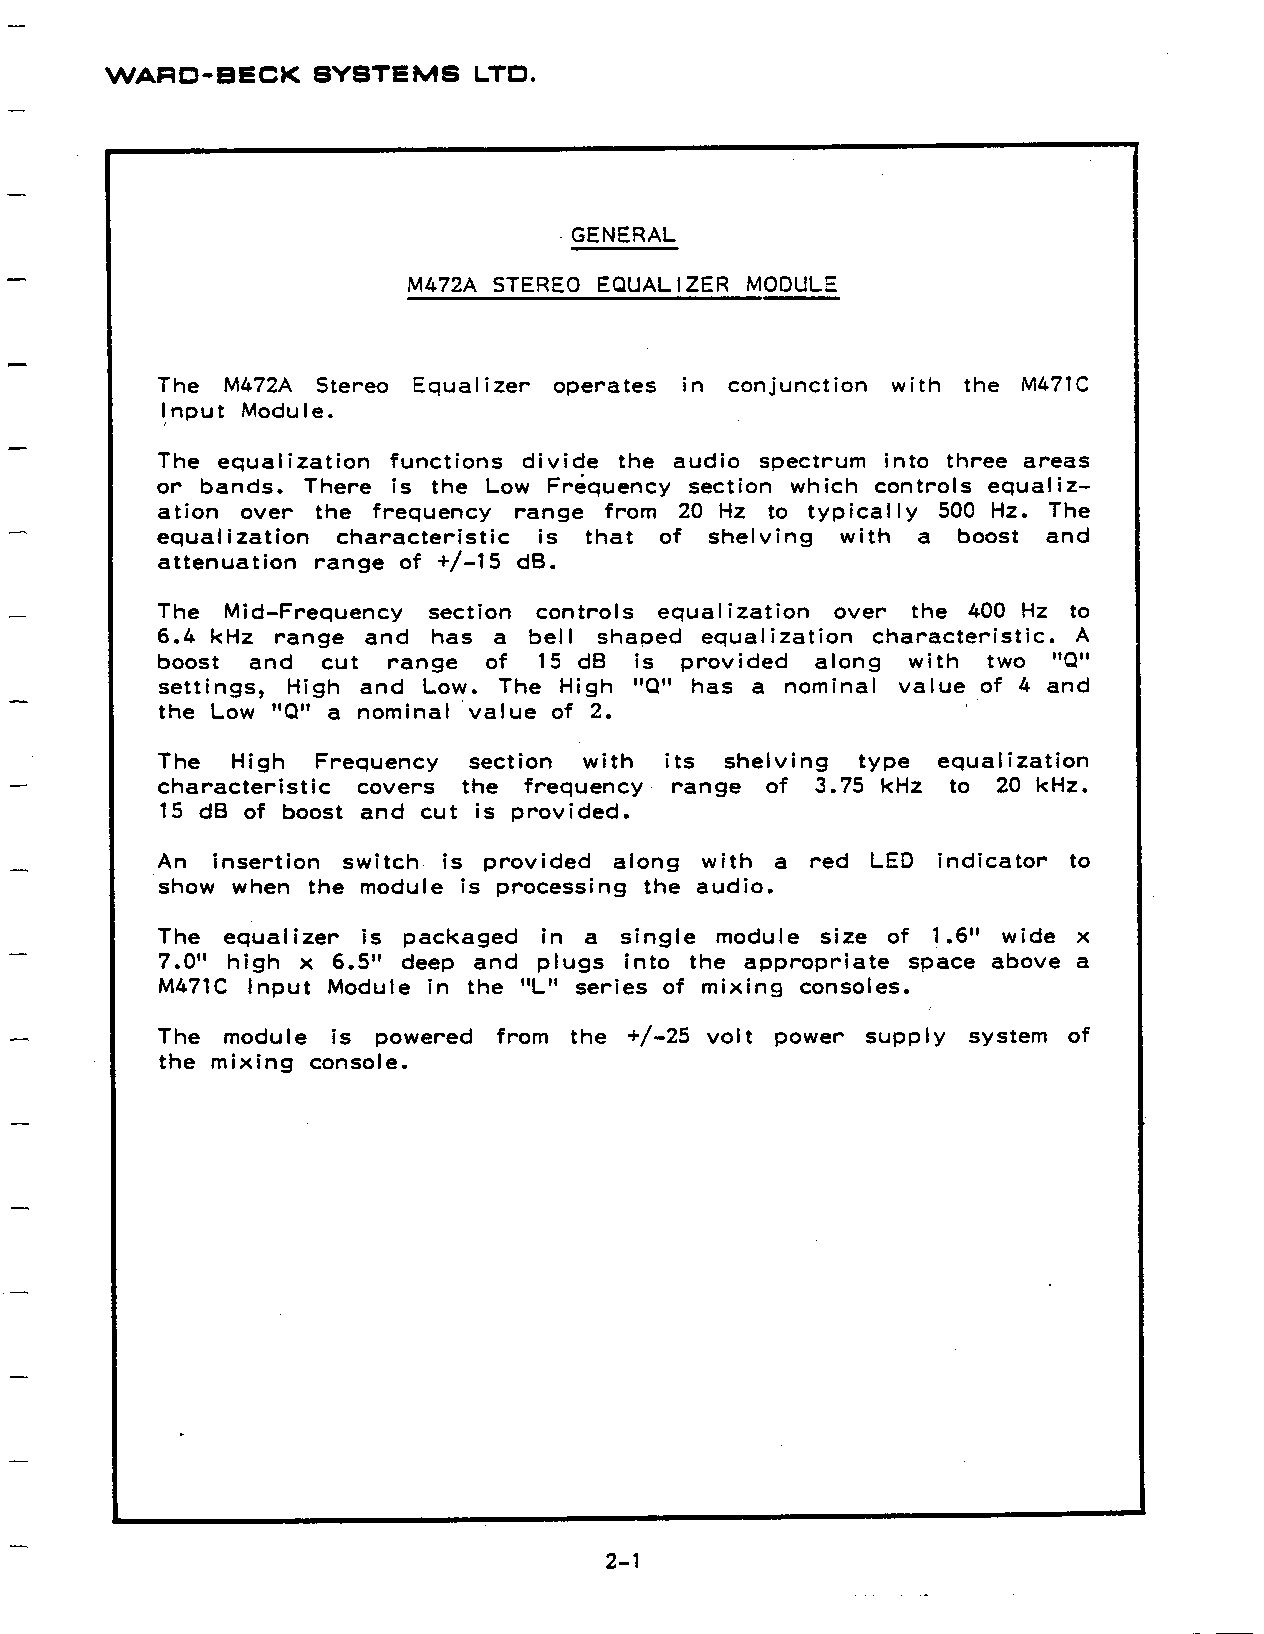 WARD-BECK SYSTEMS LTD.
GENERAL
M472A STEREO EQUALIZER MODULE
The M472A Stereo Equalizer operates in conjunction with the M471C
Input Module.
The equalization functions divide the audio spectrum into three areas
or bands. There is the Low Frequency section which controls equaliz-
ation over the frequency range from 20 Hz to typically 500 Hz. The
equalization characteristic is that of shelving with a boost and
attenuation range of +/-15 dB.
The Mid-Frequency section controls equalization over the 400 Hz to
6.4 kHz range and has a bell shaped equalization characteristic. A
boost and cut range of 15 dB is provided along with two "Q"
settings, High and Low. The High "Q" has a nominal value of 4 and
the Low "Q" a nominal value of 2.
The High Frequency section with its shelving type equalization
characteristic covers the frequency range of 3.75 kHz to 20 kHz.
15 dB of boost and cut is provided.
An insertion switch is provided along with a red LED indicator to
show when the module is processing the audio.
The equalizer is packaged in a single module size of 1.6" wide x
7.0" high x 6.5" deep and plugs into the appropriate space above a
M471C Input Module in the "L" series of mixing consoles.
The module is powered from the +/-25 volt power supply system of
the mixing console.
2-1